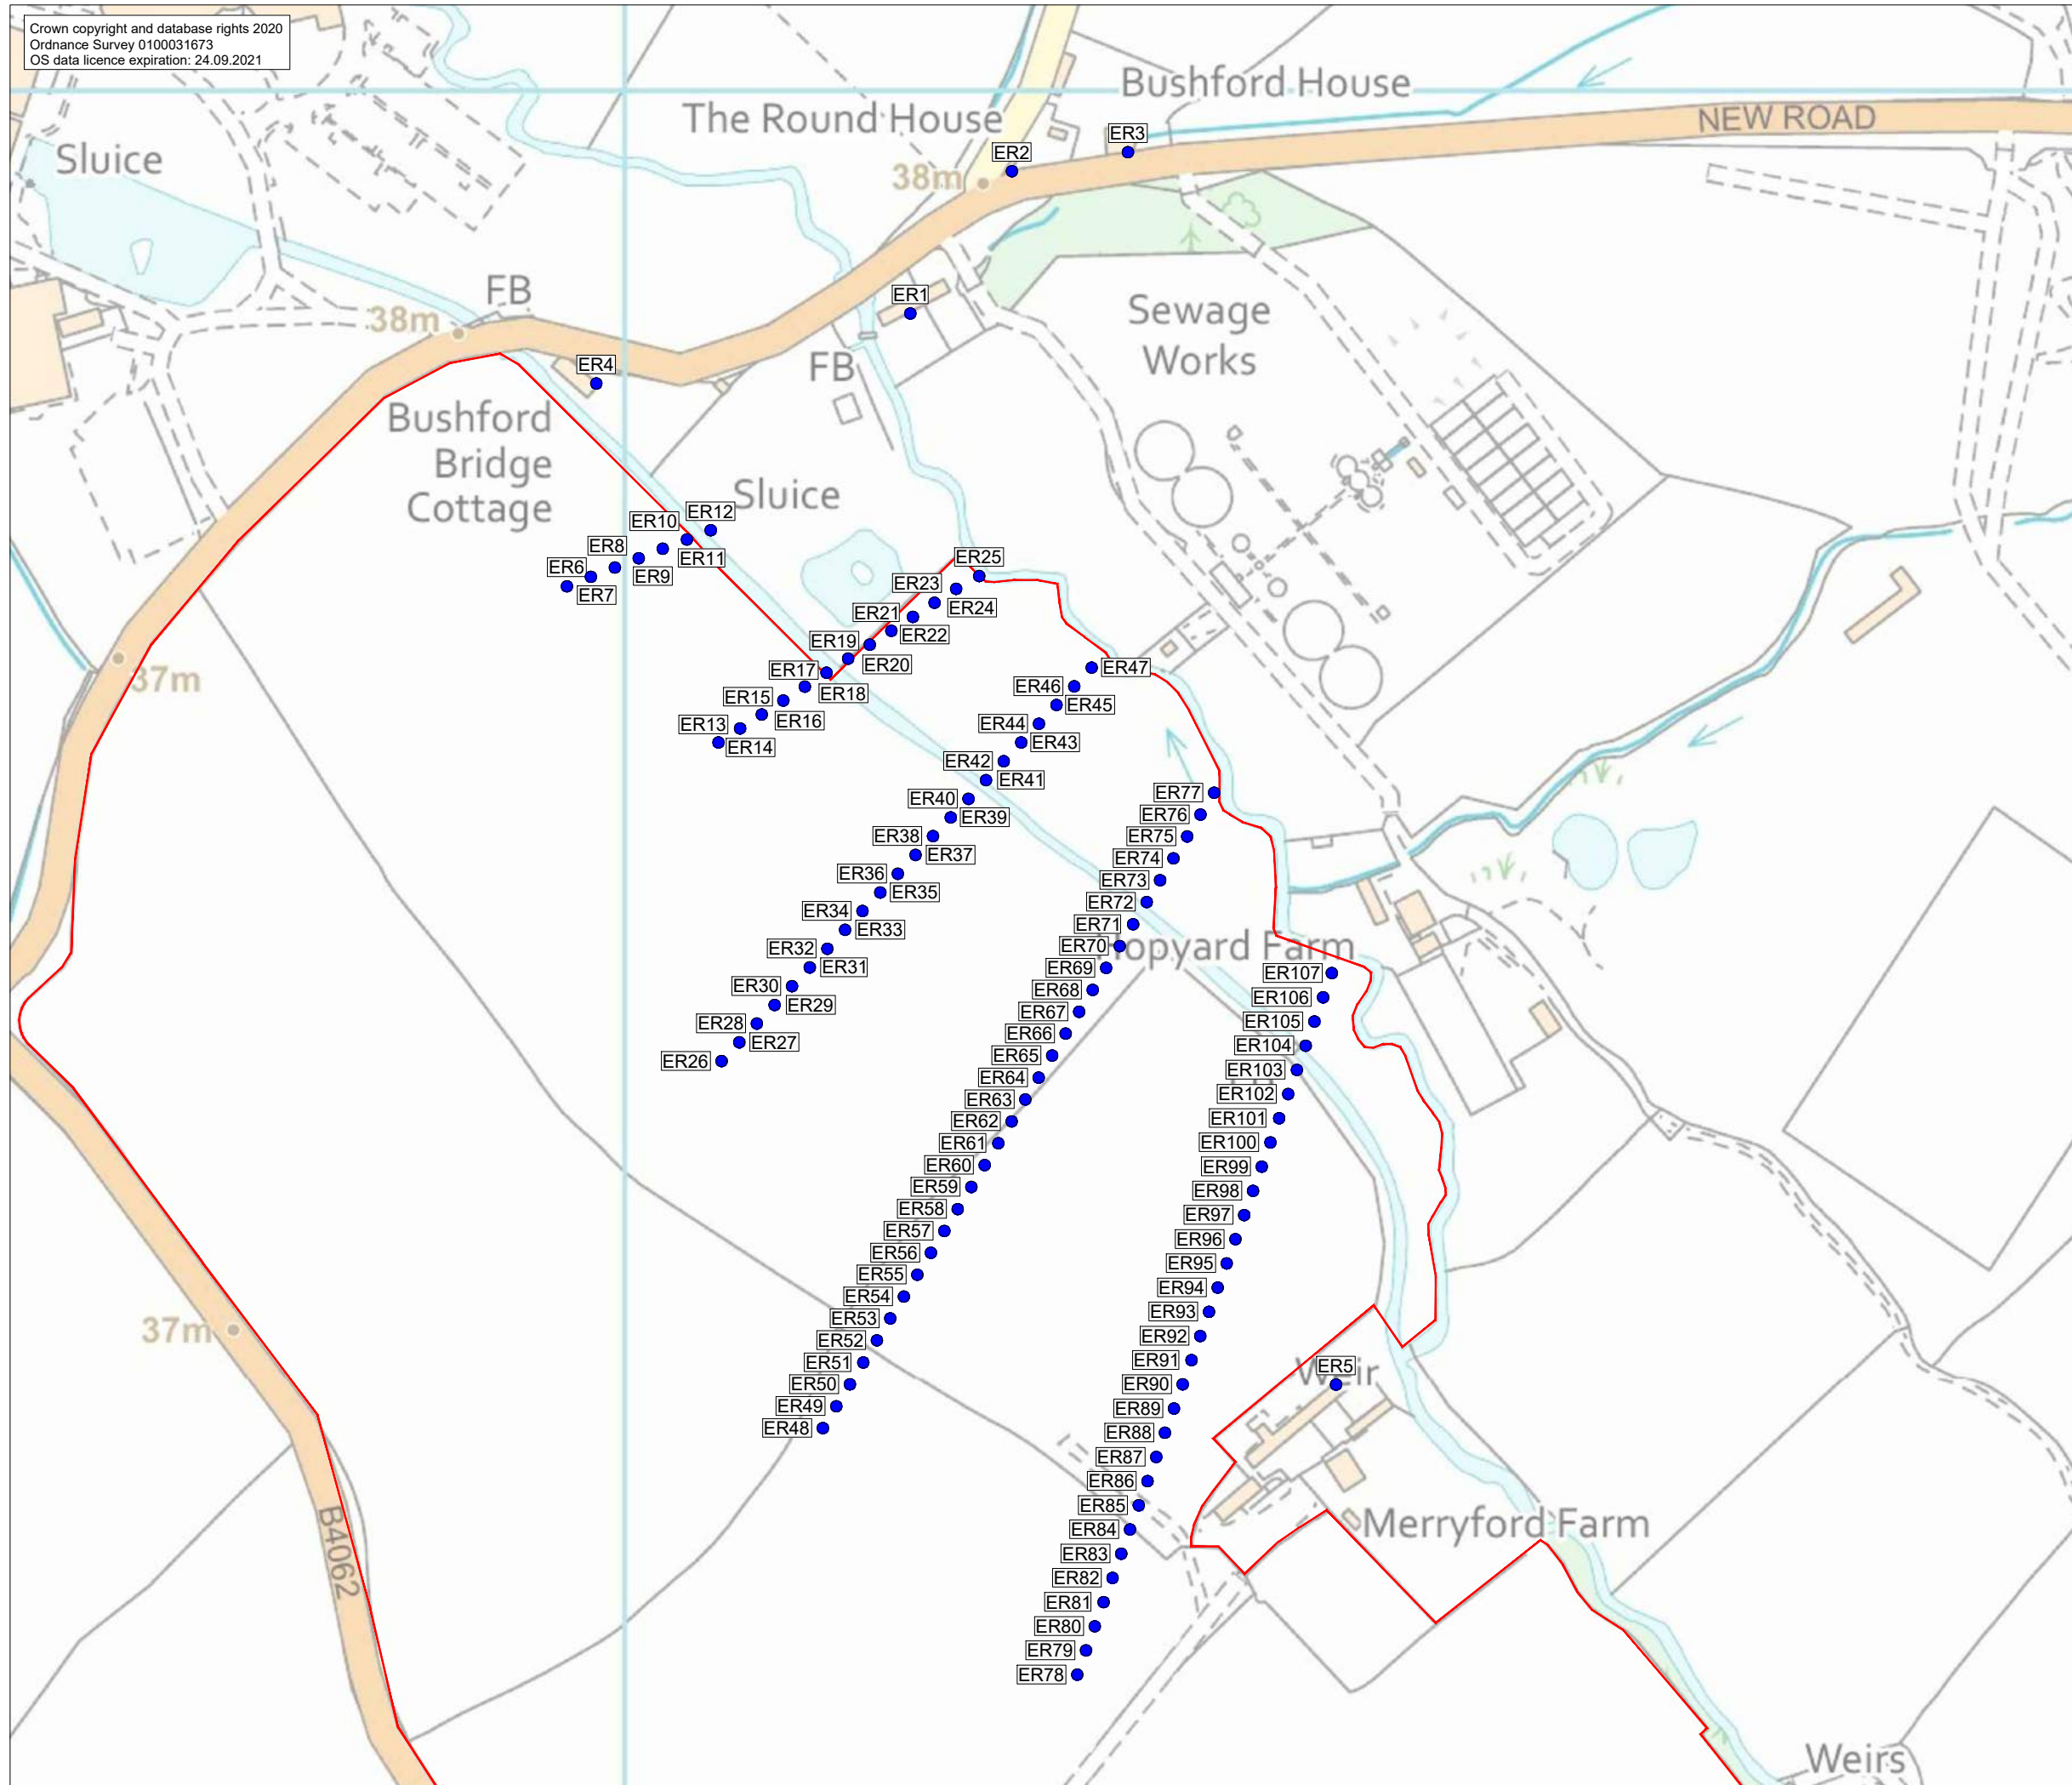 Crown copyright and database rights 2020
Ordnance Survey 0100031673
OS data licence expiration: 24.09.2021
Bushford House
The Round House
NEW ROAD
ER3
ER2
Sluice
38m
FB
38m
ER1
Sewage
Works
ER4
FB
Bushford
Bridge
Cottage
Sluice
ER12
ER10
ER11
ER8
ER9
ER6
ER7
ER25
ER23
ER24
ER21
ER22
ER19
ER20
ER17
ER18
ER15
ER16
ER13
ER14
37m
ER47
ER46
ER45
ER44
ER43
ER42
ER41
ER40
ER39
ER38
ER37
ER36
ER35
ER34
ER33
ER32
ER31
ER30
ER29
ER28
ER27
ER26
ER77
ER76
ER75
ER74
ER73
ER72
ER71
ER70
Hopyard Farm
ER69
ER68
ER67
ER66
ER65
ER64
ER63
ER62
ER61
ER60
ER59
ER58
ER57
ER56
ER55
ER54
ER53
ER52
ER51
ER50
ER49
ER48
ER107
ER106
ER105
ER104
ER103
ER102
ER101
ER100
ER99
ER98
ER97
ER96
ER95
ER94
ER93
ER92
ER91
ER90
ER89
ER88
ER87
ER86
ER85
ER84
ER83
ER82
ER81
ER80
ER79
ER78
37m
ER5
Weir
Merryford Farm
B4062
Weirs